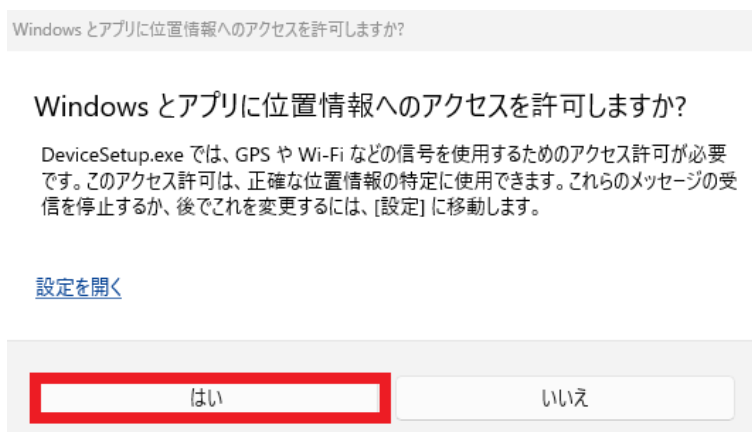 Windows とアプリに位置情報へのアクセスを許可しますか?
Windows とアプリに位置情報へのアクセスを許可しますか?
DeviceSetup.exe では、GPS や Wi-Fi などの信号を使用するためのアクセス許可が必要
です。このアクセス許可は、正確な位置情報の特定に使用できます。これらのメッセージの受
信を停止するか、後でこれを変更するには、[設定] に移動します。
設定を開く
はい
いいえ